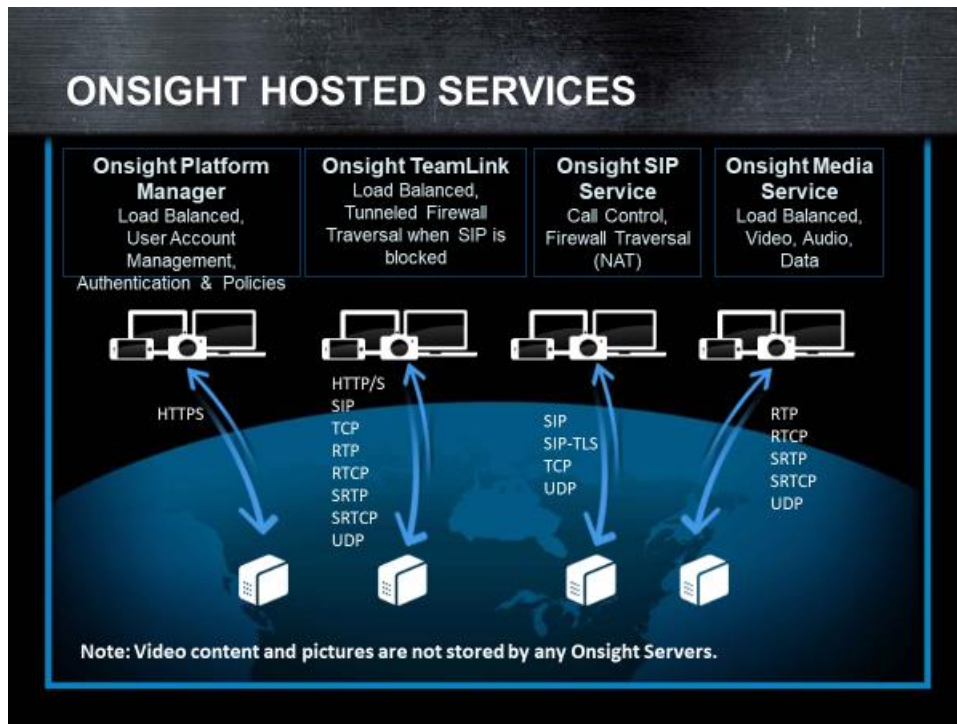 ONSIGHT HOSTED SERVICES
Onsight Platform
Manager
Load Balanced,
User Account
Management,
Authentication & Policies
Onsight TeamLink
Load Balanced,
Tunneled Firewall
Traversal when SIP is
blocked
Onsight SIP
Service
Call Control,
Firewall Traversal
(NAT)
Onsight Media
Service
Load Balanced,
Video, Audio,
Data
HTTPS
HTTP/S
SIP
TCP
RTP
RTCP
SRTP
SRTCP
UDP
SIP
SIP-TLS
TCP
UDP
RTP
RTCP
SRTP
SRTCP
UDP
Note: Video content and pictures are not stored by any Onsight Servers.